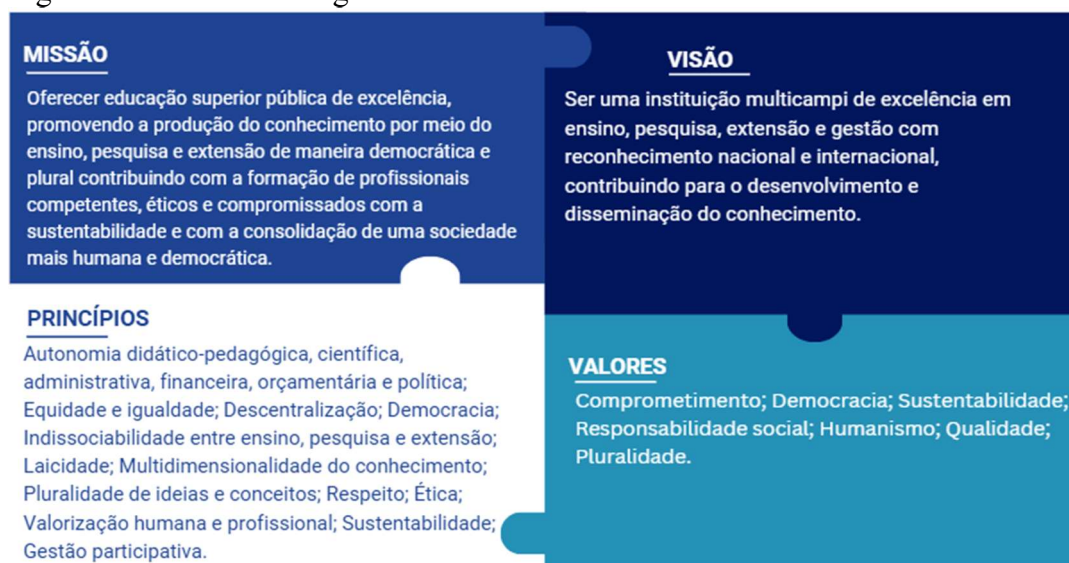 MISSÃO
Oferecer educação superior pública de excelência,
promovendo a produção do conhecimento por meio do
ensino, pesquisa e extensão de maneira democrática e
plural contribuindo com a formação de profissionais
competentes, éticos e compromissados com a
sustentabilidade e com a consolidação de uma sociedade
mais humana e democrática.
VISÃO
Ser uma instituição multicampi de excelência em
ensino, pesquisa, extensão e gestão com
reconhecimento nacional e internacional,
contribuindo para o desenvolvimento e
disseminação do conhecimento.
PRINCÍPIOS
Autonomia didático-pedagógica, científica,
administrativa, financeira, orçamentária e política;
Equidade e igualdade; Descentralização; Democracia;
Indissociabilidade entre ensino, pesquisa e extensão;
Laicidade; Multidimensionalidade do conhecimento;
Pluralidade de ideias e conceitos; Respeito; Ética;
Valorização humana e profissional; Sustentabilidade;
Gestão participativa.
VALORES
Comprometimento; Democracia; Sustentabilidade;
Responsabilidade social; Humanismo; Qualidade;
Pluralidade.